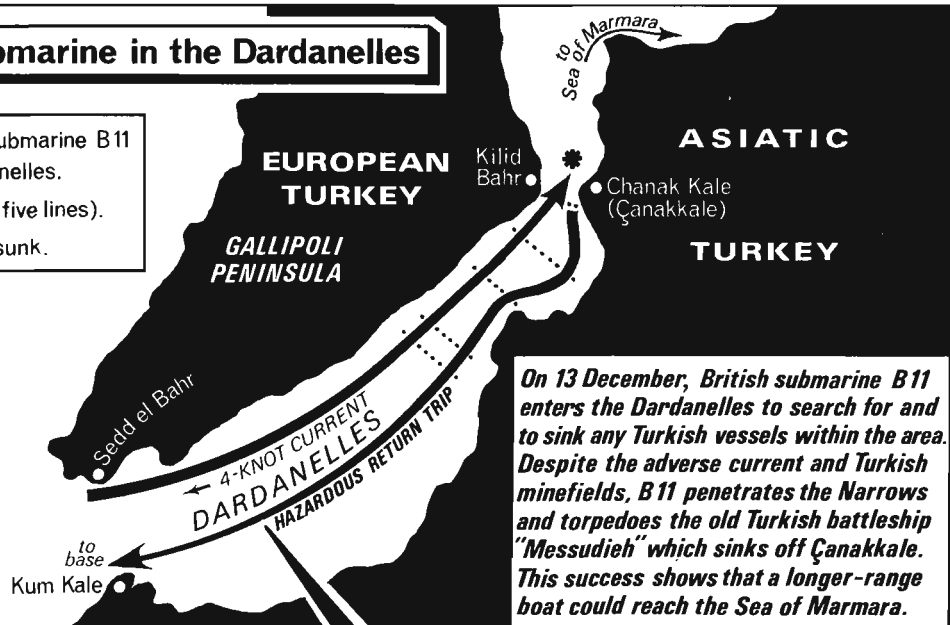 bmarine in the Dardanelles
ubmarine B11
nelles.
five lines).
sunk.
to
Sea of Marmara
EUROPEAN
TURKEY
GALLIPOLI
PENINSULA
Kilid
Bahr
Chanak Kale
(Çanakkale)
ASIATIC
TURKEY
Sedd el Bahr
4-KNOT CURRENT
DARDANELLES
HAZARDOUS RETURN TRIP
to
base
Kum Kale
On 13 December, British submarine B11
enters the Dardanelles to search for and
to sink any Turkish vessels within the area.
Despite the adverse current and Turkish
minefields, B11 penetrates the Narrows
and torpedoes the old Turkish battleship
"Messudieh" which sinks off Çanakkale.
This success shows that a longer-range
boat could reach the Sea of Marmara.